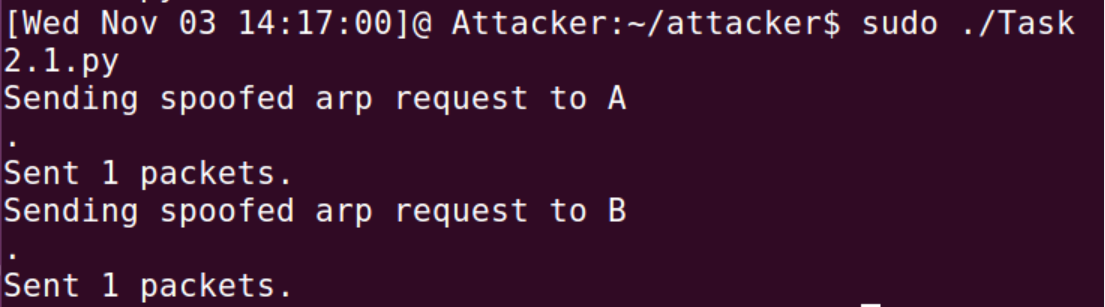 [Wed Nov 03 14:17:00]@ Attacker:~/attacker$ sudo ./Task
2.1.py
Sending spoofed arp request to A
.
Sent 1 packets.
Sending spoofed arp request to B
.
Sent 1 packets.